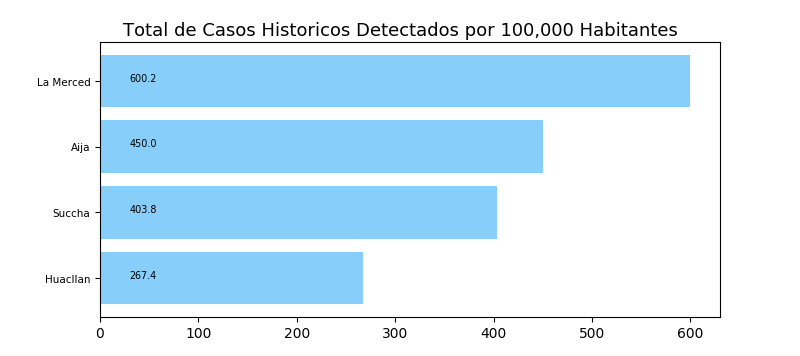 Total de Casos Historicos Detectados por 100,000 Habitantes
La Merced 600.2
Aija 450.0
Succha 403.8
Huacllan 267.4
0 100 200 300 400 500 600